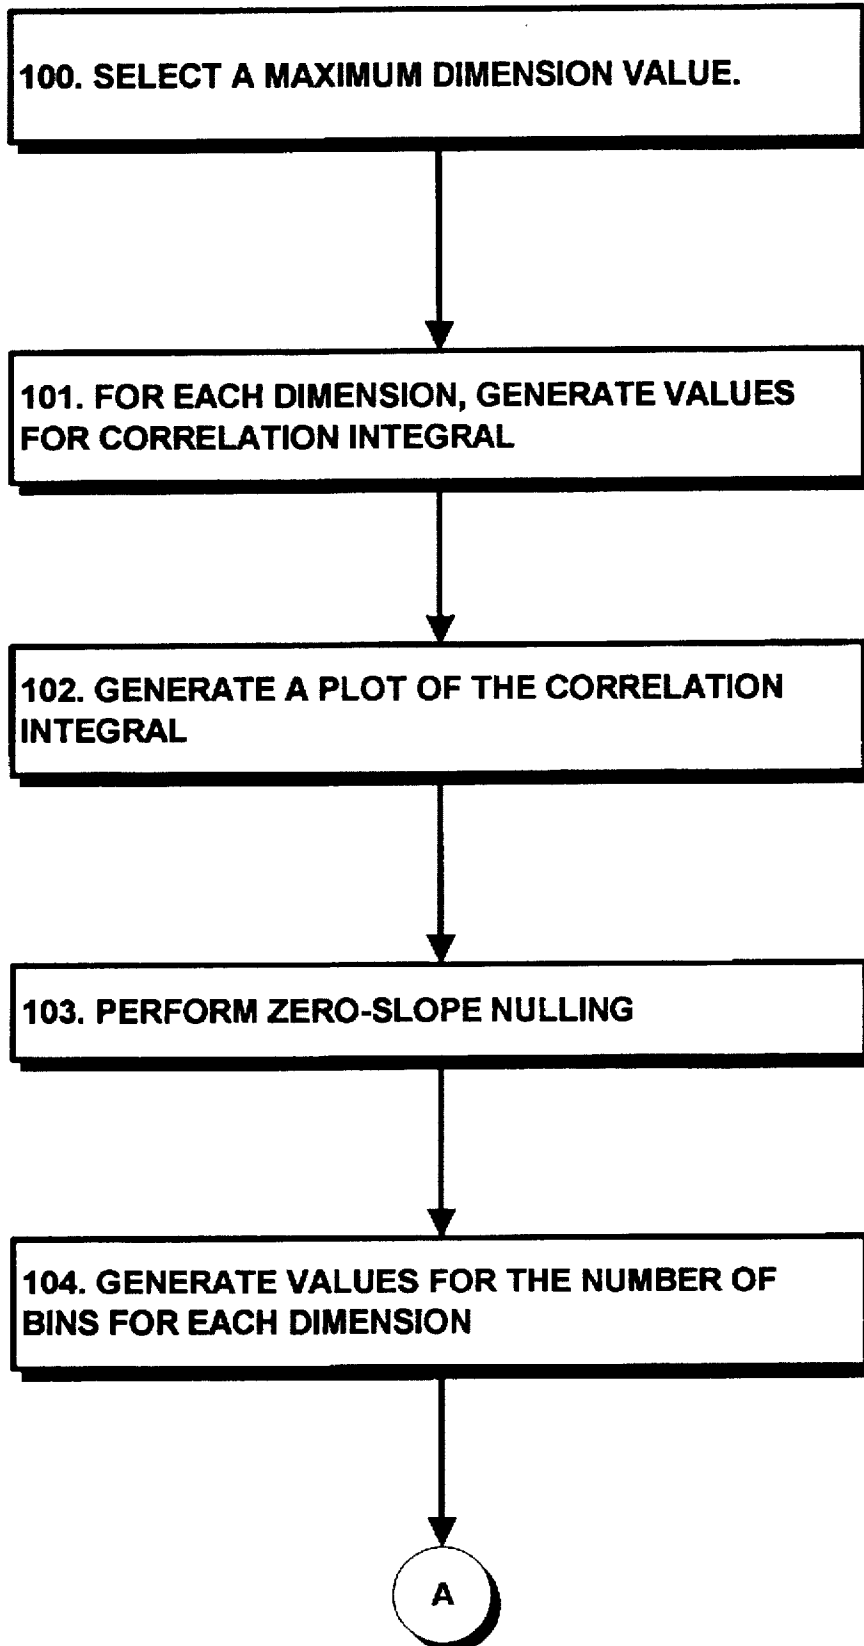 100. SELECT A MAXIMUM DIMENSION VALUE.
101. FOR EACH DIMENSION, GENERATE VALUES
FOR CORRELATION INTEGRAL
102. GENERATE A PLOT OF THE CORRELATION
INTEGRAL
103. PERFORM ZERO-SLOPE NULLING
104. GENERATE VALUES FOR THE NUMBER OF
BINS FOR EACH DIMENSION
A